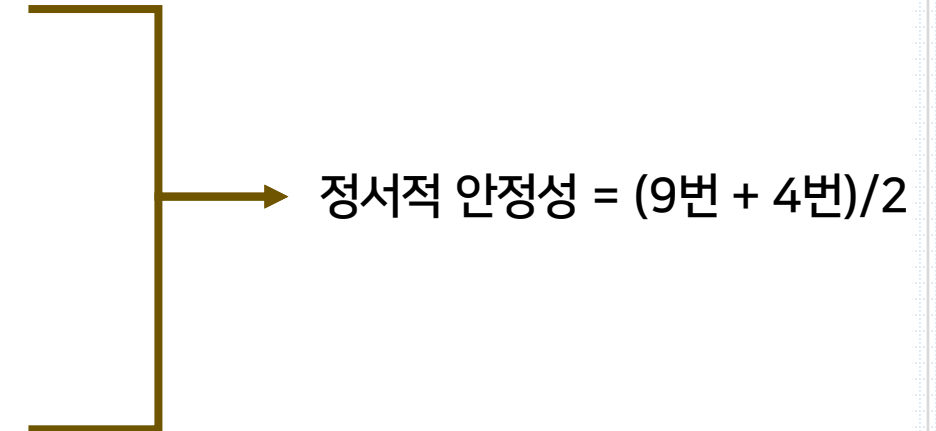 정서적 안정성 = (9번 + 4번)/2